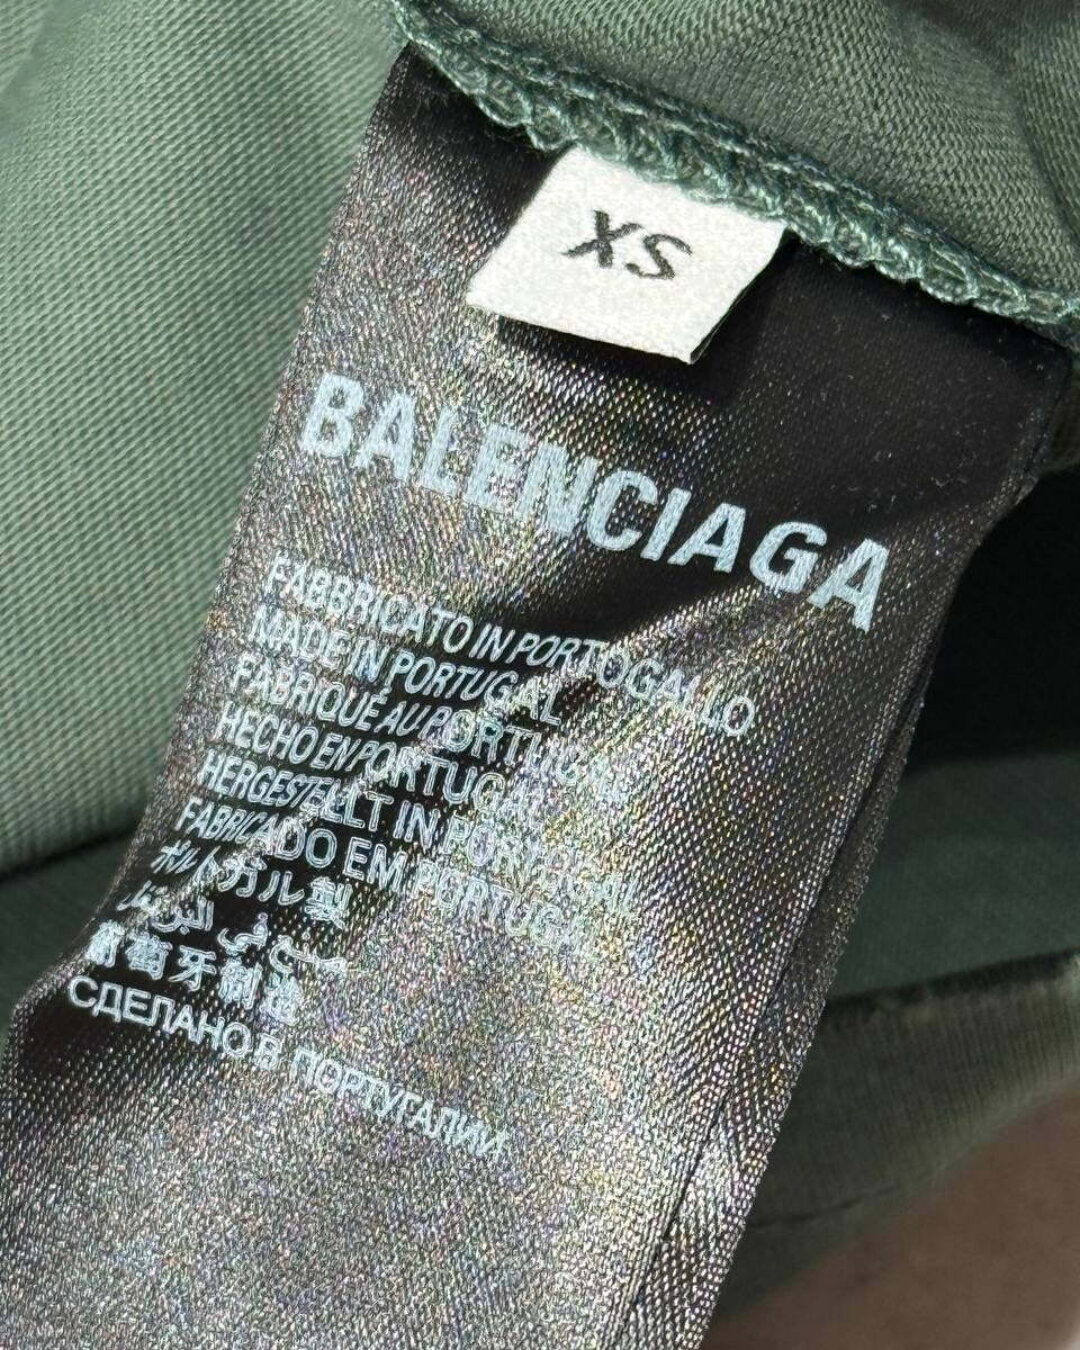 XS
BALENCIAGA
FABBRICATO IN PORTOGALLO
MADE IN PORTUGAL
FABRIQUÉ AU PORTUGAL
HECHO EN PORTUGAL
HERGESTELLT IN PORTUGAL
FABRICADO EM PORTUGAL
ポルトガル製
صنع في البرتغال
葡萄牙制造
СДЕЛАНО В ПОРТУГАЛИИ